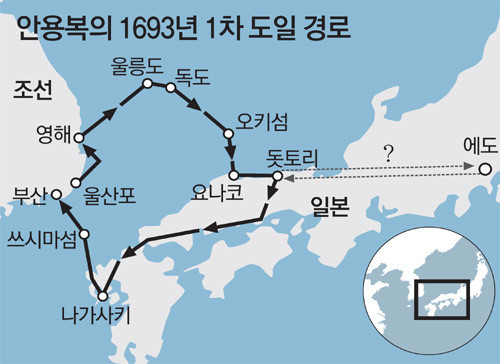 안용복의 1693년 1차 도일 경로
울릉도
독도
조선
오키섬
영해
돗토리
?
에도
부산
울산포
요나코
일본
쓰시마섬
나가사키